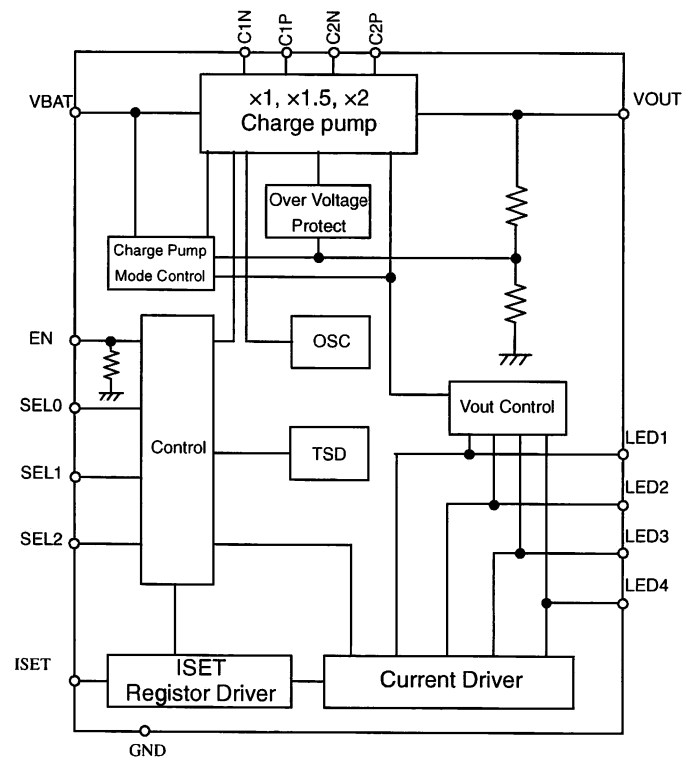 C1N
C1P
C2N
C2P
VBAT
×1, ×1.5, ×2
Charge pump
VOUT
Over Voltage
Protect
Charge Pump
Mode Control
EN
OSC
SEL0
Vout Control
Control
TSD
LED1
SEL1
LED2
SEL2
LED3
LED4
ISET
ISET
Registor Driver
Current Driver
GND